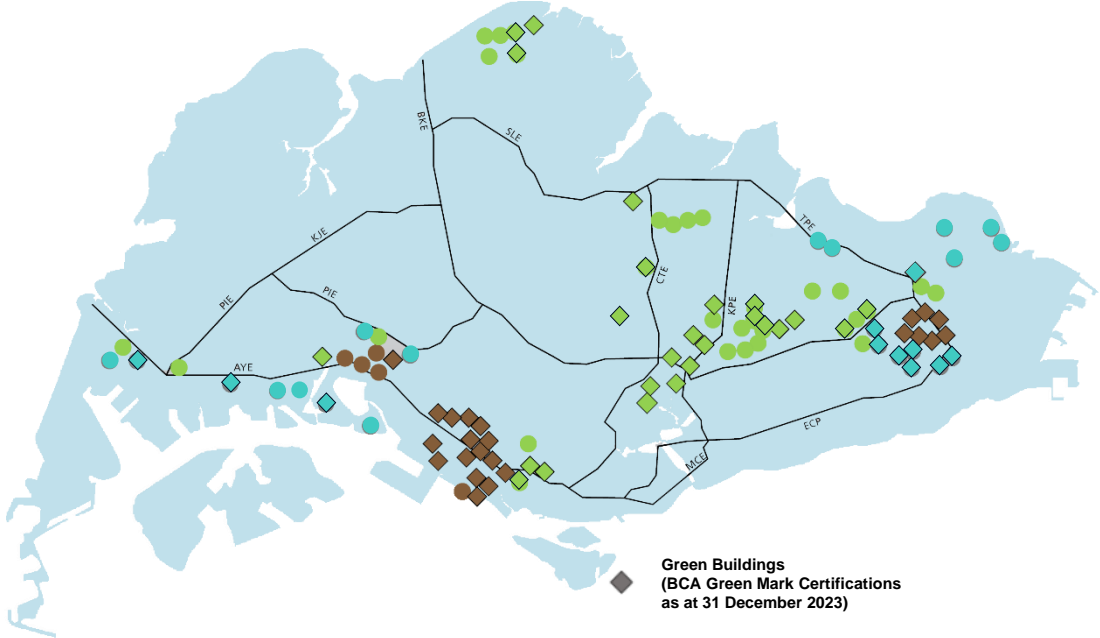 BKE
SLE
KJE
TPE
CTE
PIE
PIE
KPE
AYE
ECP
MCE
Green Buildings
(BCA Green Mark Certifications
as at 31 December 2023)